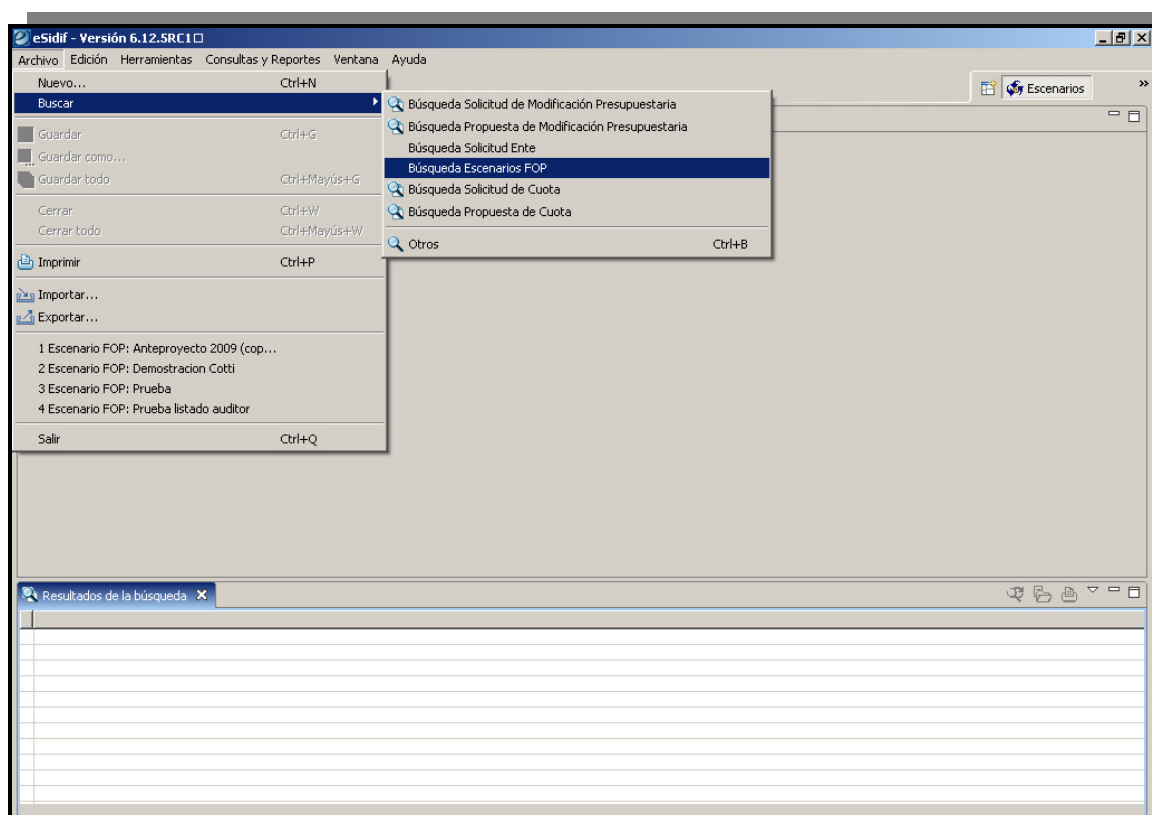 eSidif - Versión 6.12.5RC1
Archivo Edición Herramientas Consultas y Reportes Ventana Ayuda
Nuevo... Ctrl+N
Buscar
Guardar Ctrl+G
Guardar como...
Guardar todo Ctrl+Mayús+G
Cerrar Ctrl+W
Cerrar todo Ctrl+Mayús+W
Imprimir Ctrl+P
Importar...
Exportar...
1 Escenario FOP: Anteproyecto 2009 (cop...
2 Escenario FOP: Demostracion Cotti
3 Escenario FOP: Prueba
4 Escenario FOP: Prueba listado auditor
Salir Ctrl+Q
Búsqueda Solicitud de Modificación Presupuestaria
Búsqueda Propuesta de Modificación Presupuestaria
Búsqueda Solicitud Ente
Búsqueda Escenarios FOP
Búsqueda Solicitud de Cuota
Búsqueda Propuesta de Cuota
Otros Ctrl+B
Escenarios
Resultados de la búsqueda